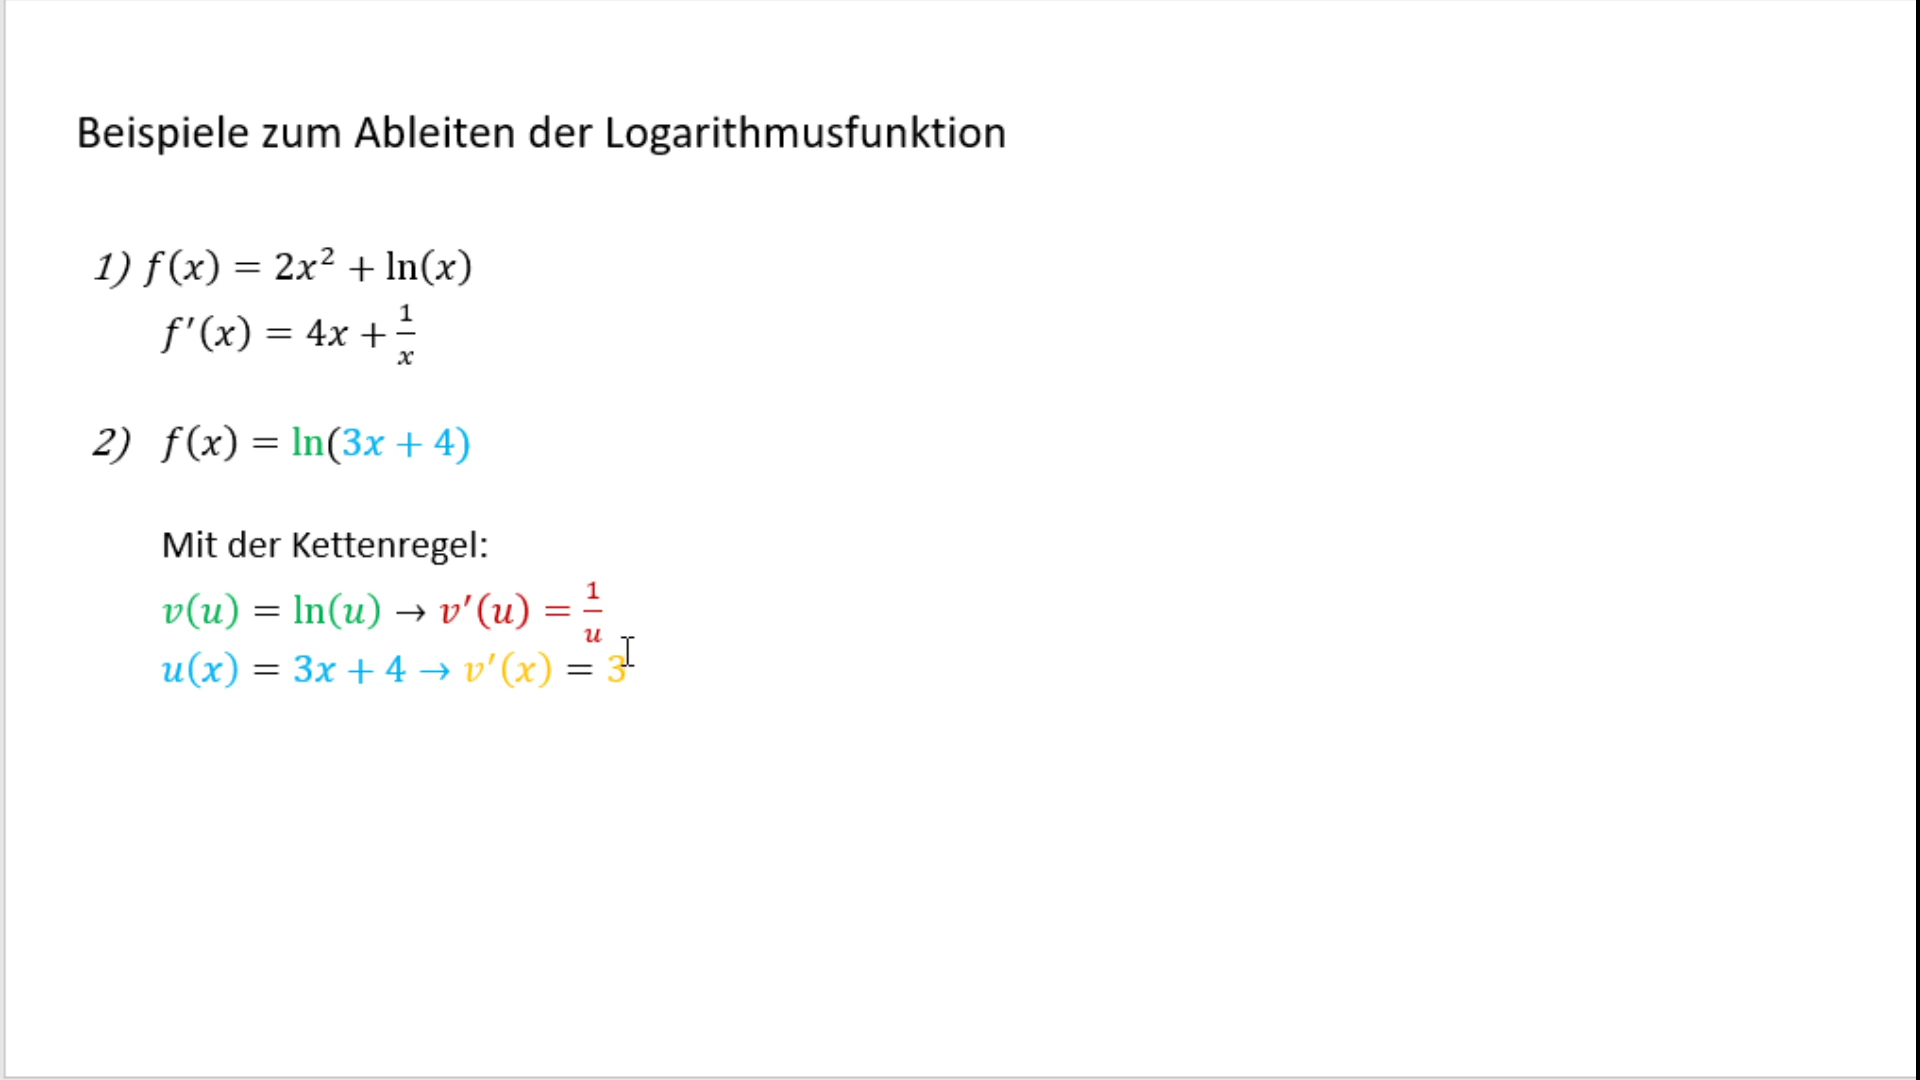 Beispiele zum Ableiten der Logarithmusfunktion
1) f(x) = 2x² + ln(x)
f′(x) = 4x + 1/x
2) f(x) = ln(3x + 4)
Mit der Kettenregel:
v(u) = ln(u) → v′(u) = 1/u
u(x) = 3x + 4 → v′(x) = 3